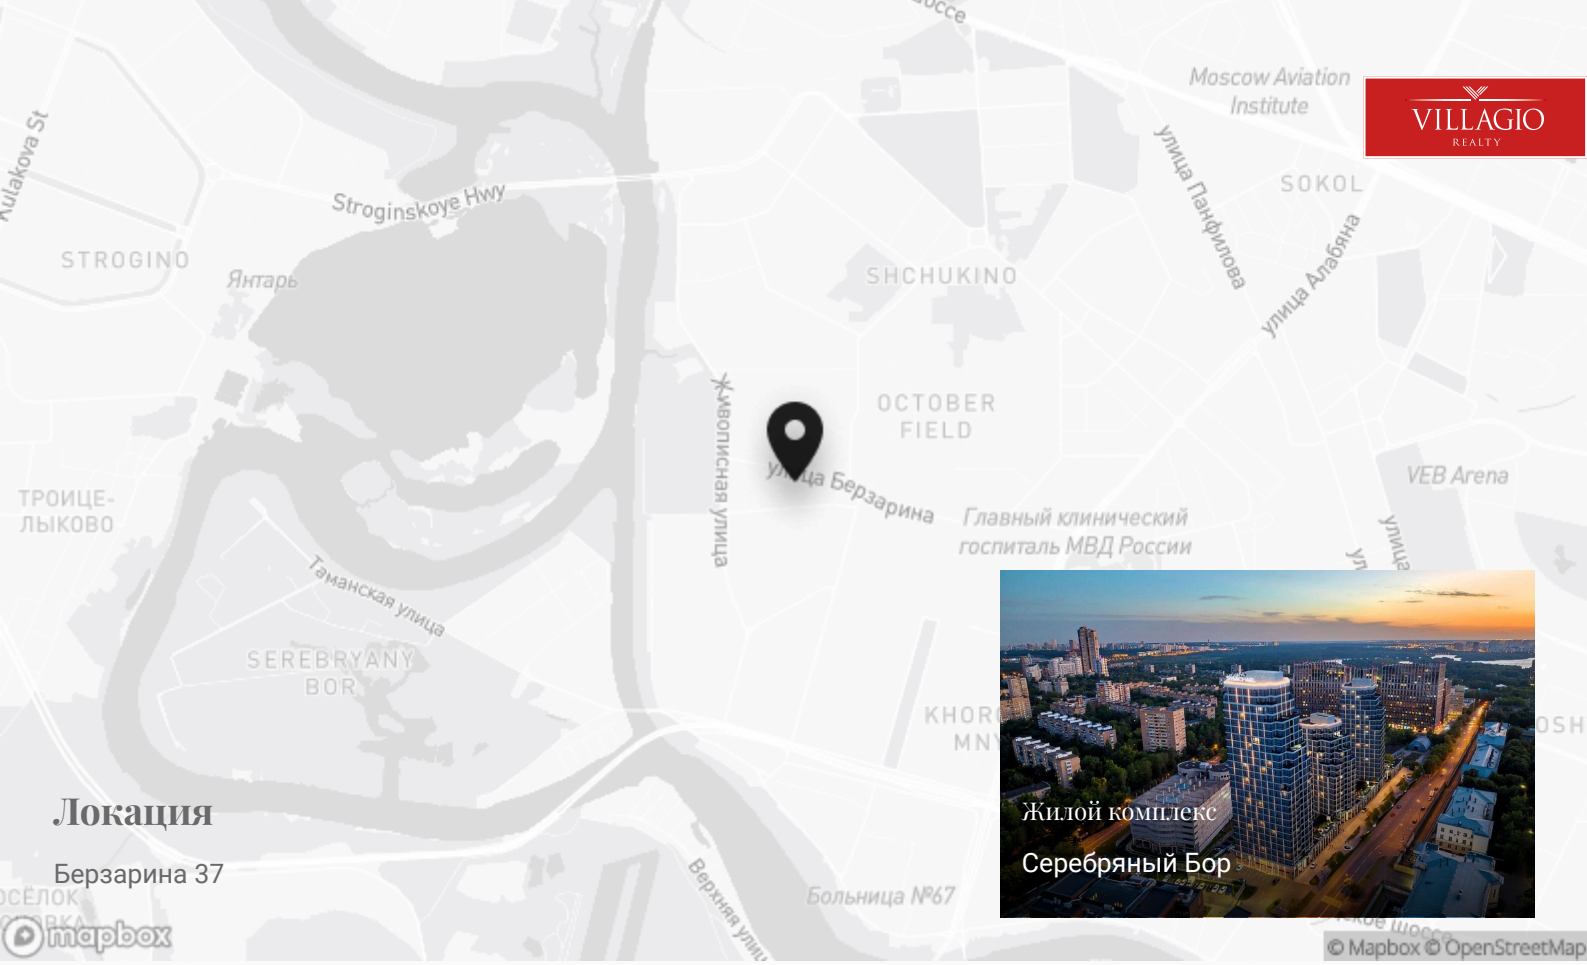 Moscow Aviation
Institute
VILLAGIO
REALTY
Kulakova St
Stroginskoye Hwy
улица Панфилова
SOKOL
STROGINO
Янтарь
SHCHUKINO
улица Алабяна
Живописная улица
OCTOBER
FIELD
улица Берзарина
VEB Arena
ТРОИЦЕ-
ЛЫКОВО
Главный клинический
госпиталь МВД России
улица
Таманская улица
SEREBRYANY
BOR
Локация
Берзарина 37
Жилой комплекс
Серебряный Бор
Верхняя
Больница №67
mapbox
© Mapbox © OpenStreetMap